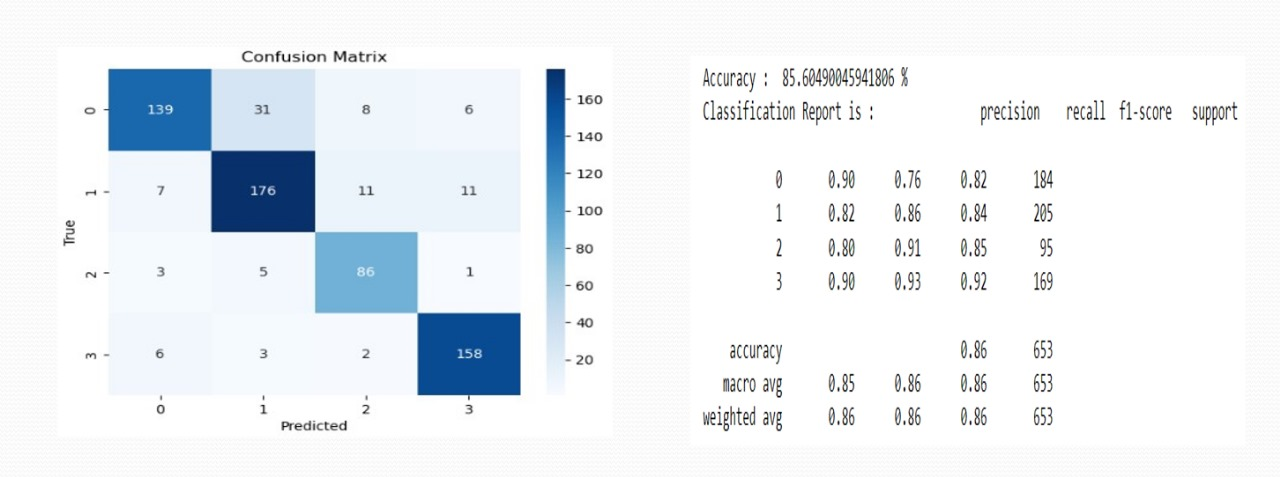 Confusion Matrix
0 139 31 8 6
1 7 176 11 11
2 3 5 86 1
3 6 3 2 158
0 1 2 3
Predicted
True
160
140
120
100
80
60
40
20
Accuracy : 85.60490045941806 %
Classification Report is : precision recall f1-score support
0 0.90 0.76 0.82 184
1 0.82 0.86 0.84 205
2 0.80 0.91 0.85 95
3 0.90 0.93 0.92 169
accuracy 0.86 653
macro avg 0.85 0.86 0.86 653
weighted avg 0.86 0.86 0.86 653